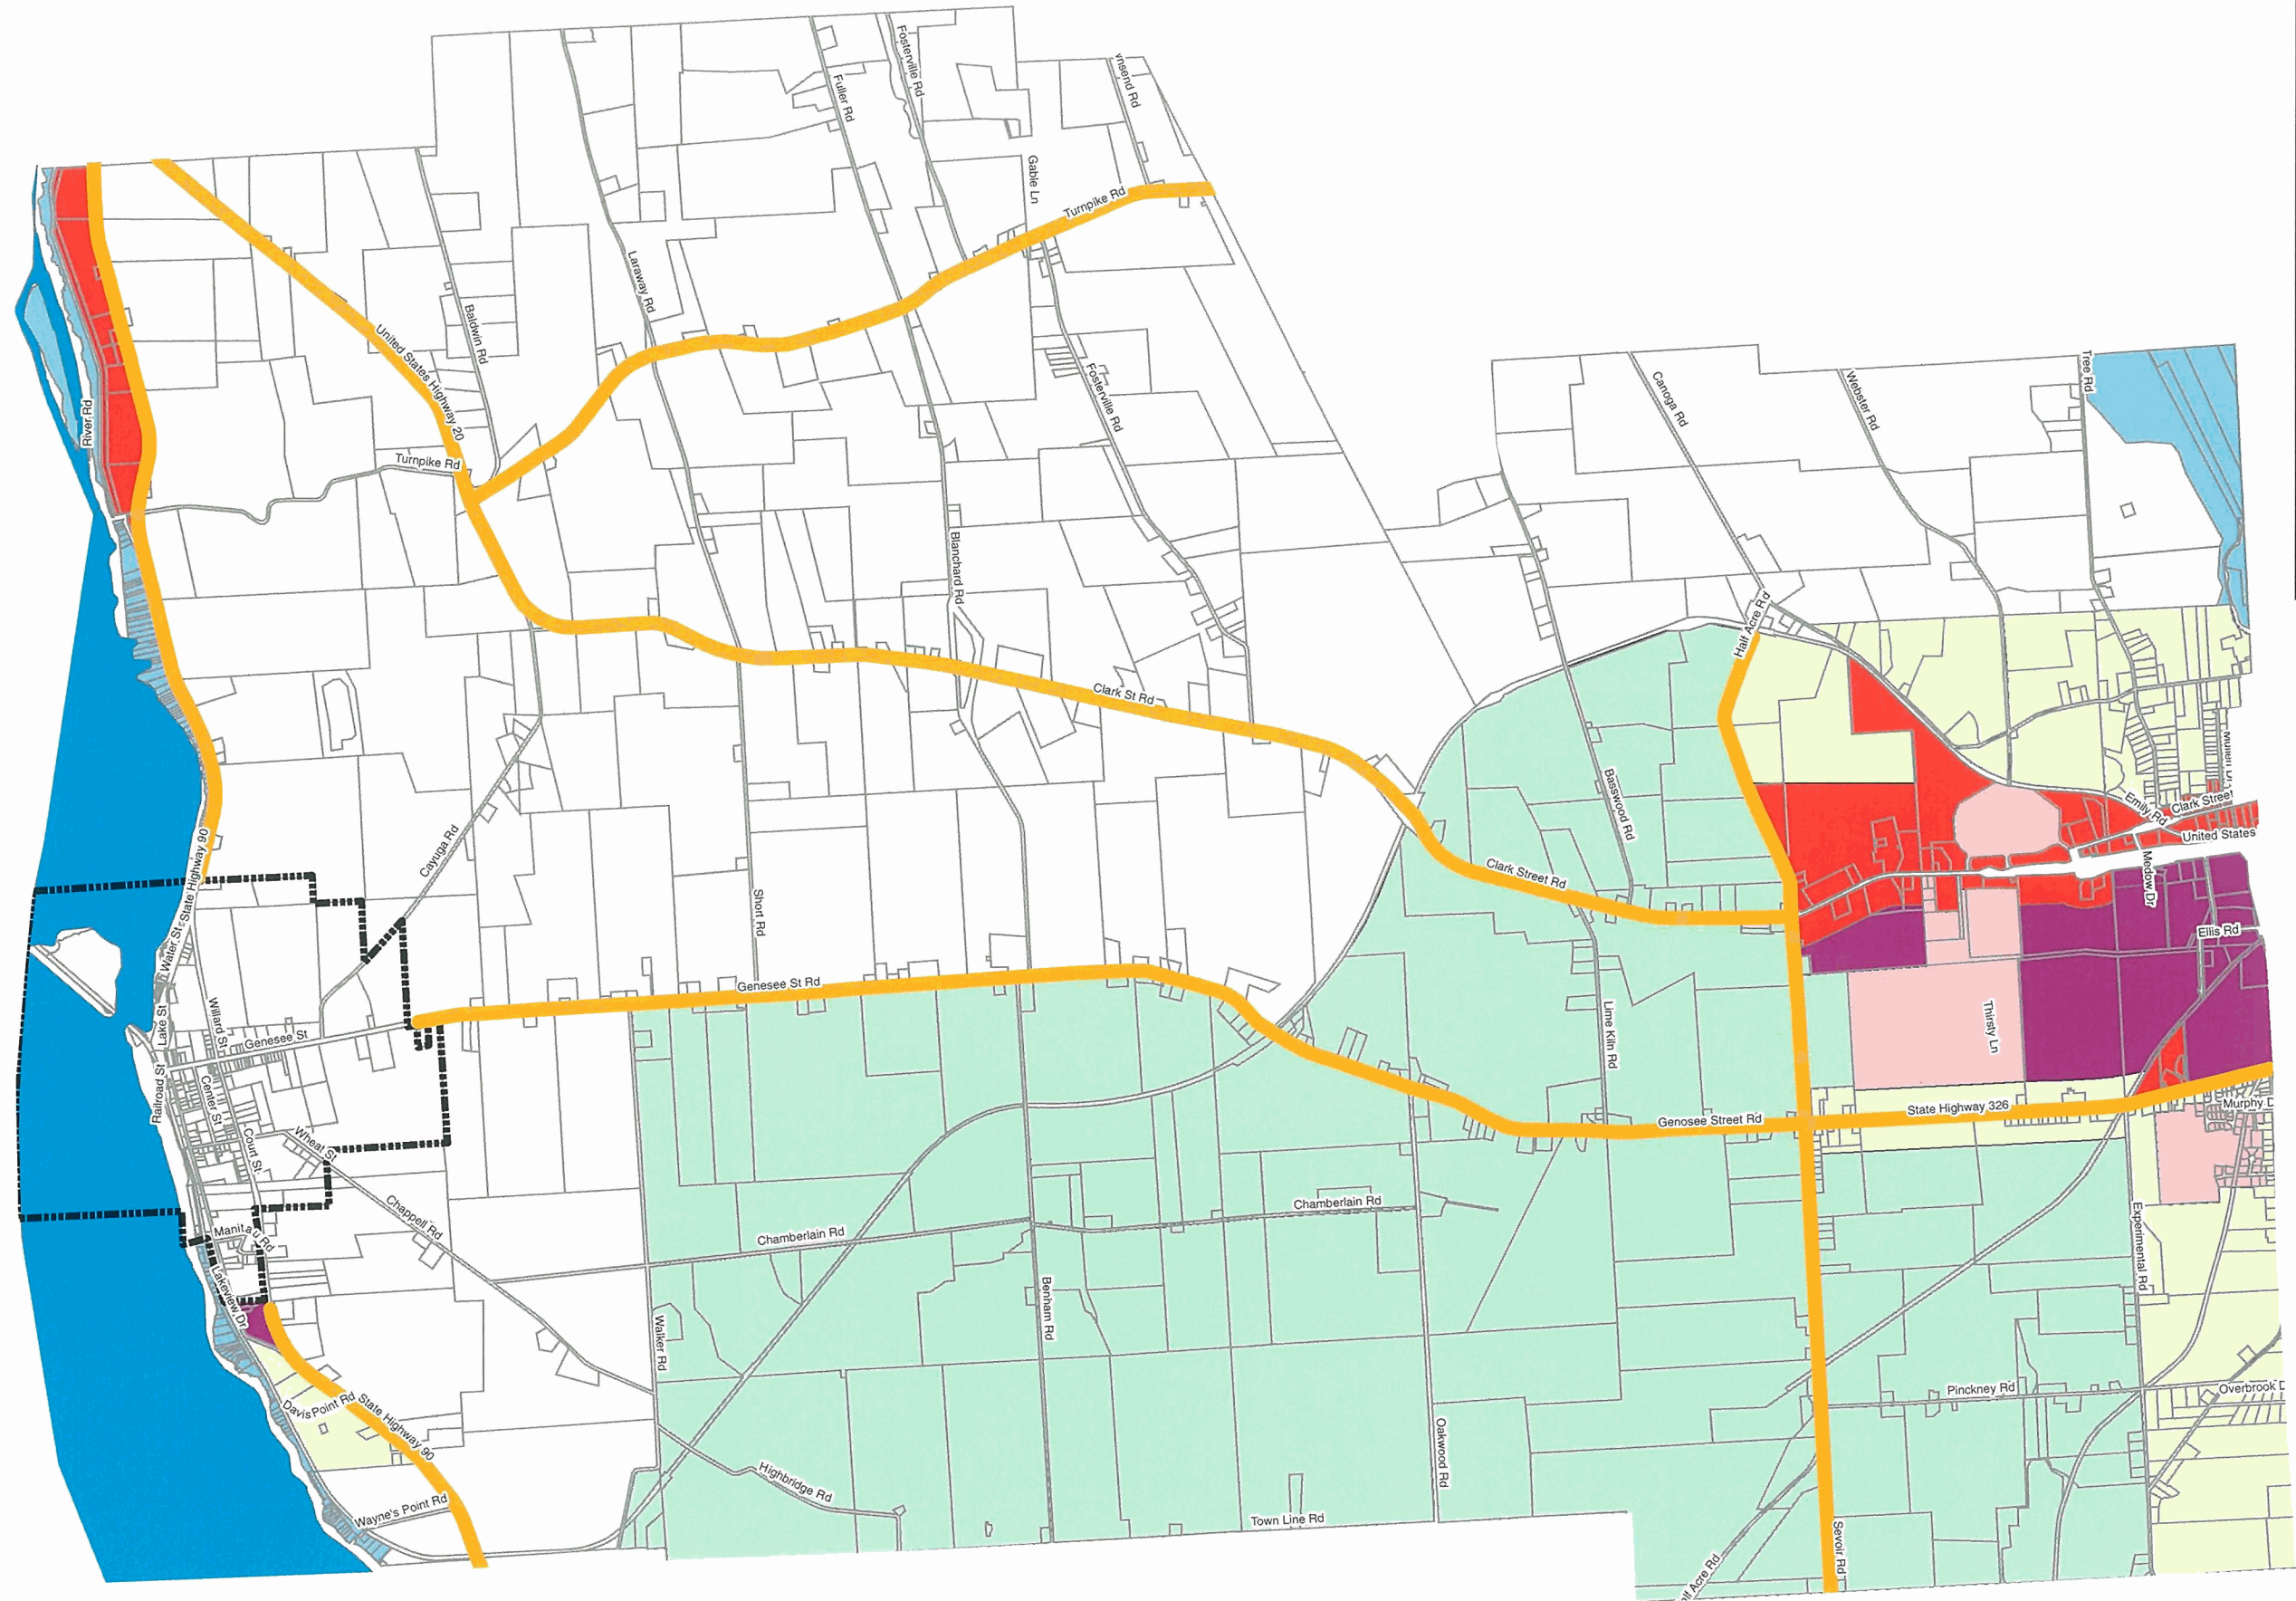 Fosterville Rd
Fuller Rd
wnsend Rd
Gable Ln
Turnpike Rd
Laraway Rd
Baldwin Rd
United States Highway 20
River Rd
Turnpike Rd
Fosterville Rd
Tree Rd
Canoga Rd
Webster Rd
Blanchard Rd
Half Acre Rd
Clark St Rd
Basswood Rd
Emily Rd
Clark Street
United States
Medow Dr
Cayuga Rd
State Highway 90
Water St
Short Rd
Clark Street Rd
Ellis Rd
Genesee St Rd
Willard St
Lake St
Genesee St
Lime Kiln Rd
Thirsty Ln
Railroad St
Center St
Court St
Wheat St
Genosee Street Rd
State Highway 326
Murphy D
Chappell Rd
Manitau Rd
Chamberlain Rd
Chamberlain Rd
Experimental Rd
Lakeview Dr
Walker Rd
Benham Rd
Davis Point Rd
State Highway 90
Pinckney Rd
Overbrook D
Oakwood Rd
Highbridge Rd
Wayne's Point Rd
Town Line Rd
Sevoir Rd
alf Acre Rd